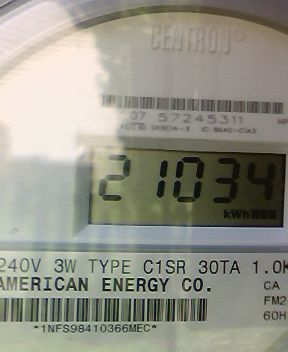 CENTRON®
07 57245311
21034
kWh
240V 3W TYPE C1SR 30TA 1.0K
AMERICAN ENERGY CO. CA
FM2
60H
*1NFS98410366MEC*